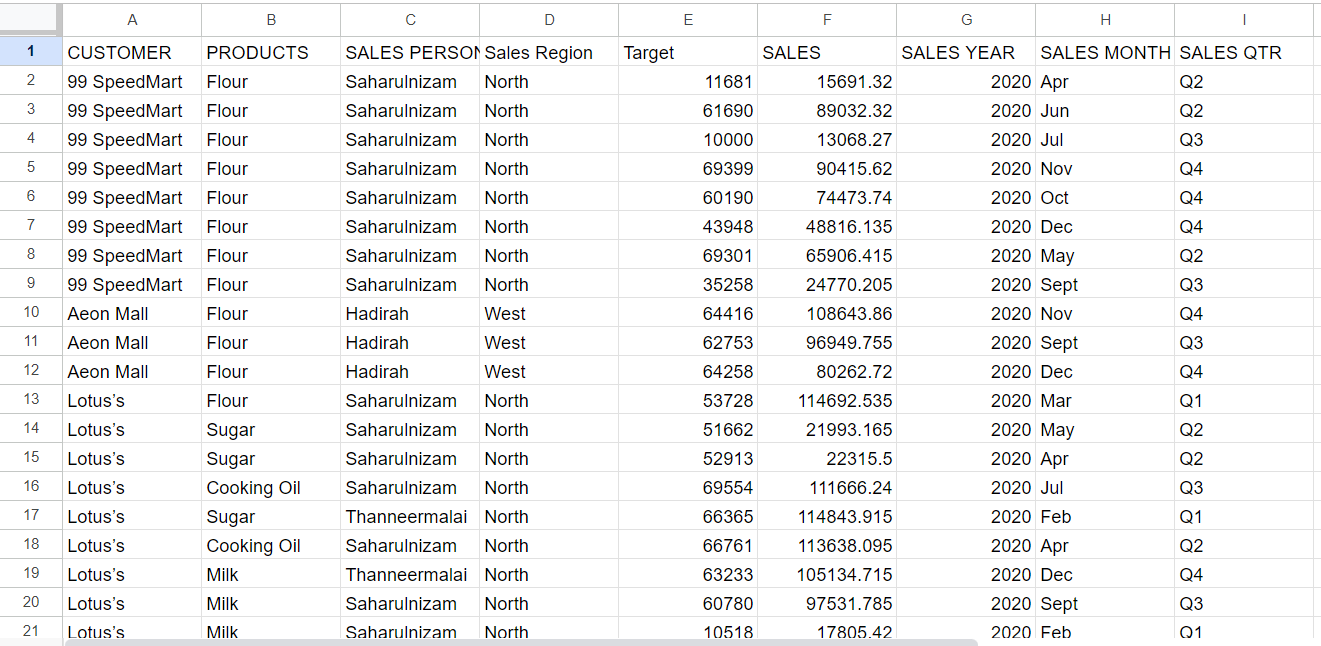 A B C D E F G H I
1 CUSTOMER PRODUCTS SALES PERSON Sales Region Target SALES SALES YEAR SALES MONTH SALES QTR
2 99 SpeedMart Flour Saharulnizam North 11681 15691.32 2020 Apr Q2
3 99 SpeedMart Flour Saharulnizam North 61690 89032.32 2020 Jun Q2
4 99 SpeedMart Flour Saharulnizam North 10000 13068.27 2020 Jul Q3
5 99 SpeedMart Flour Saharulnizam North 69399 90415.62 2020 Nov Q4
6 99 SpeedMart Flour Saharulnizam North 60190 74473.74 2020 Oct Q4
7 99 SpeedMart Flour Saharulnizam North 43948 48816.135 2020 Dec Q4
8 99 SpeedMart Flour Saharulnizam North 69301 65906.415 2020 May Q2
9 99 SpeedMart Flour Saharulnizam North 35258 24770.205 2020 Sept Q3
10 Aeon Mall Flour Hadirah West 64416 108643.86 2020 Nov Q4
11 Aeon Mall Flour Hadirah West 62753 96949.755 2020 Sept Q3
12 Aeon Mall Flour Hadirah West 64258 80262.72 2020 Dec Q4
13 Lotus’s Flour Saharulnizam North 53728 114692.535 2020 Mar Q1
14 Lotus’s Sugar Saharulnizam North 51662 21993.165 2020 May Q2
15 Lotus’s Sugar Saharulnizam North 52913 22315.5 2020 Apr Q2
16 Lotus’s Cooking Oil Saharulnizam North 69554 111666.24 2020 Jul Q3
17 Lotus’s Sugar Thanneermalai North 66365 114843.915 2020 Feb Q1
18 Lotus’s Cooking Oil Saharulnizam North 66761 113638.095 2020 Apr Q2
19 Lotus’s Milk Thanneermalai North 63233 105134.715 2020 Dec Q4
20 Lotus’s Milk Saharulnizam North 60780 97531.785 2020 Sept Q3
21 Lotus’s Milk Saharulnizam North 10518 17805.42 2020 Feb Q1